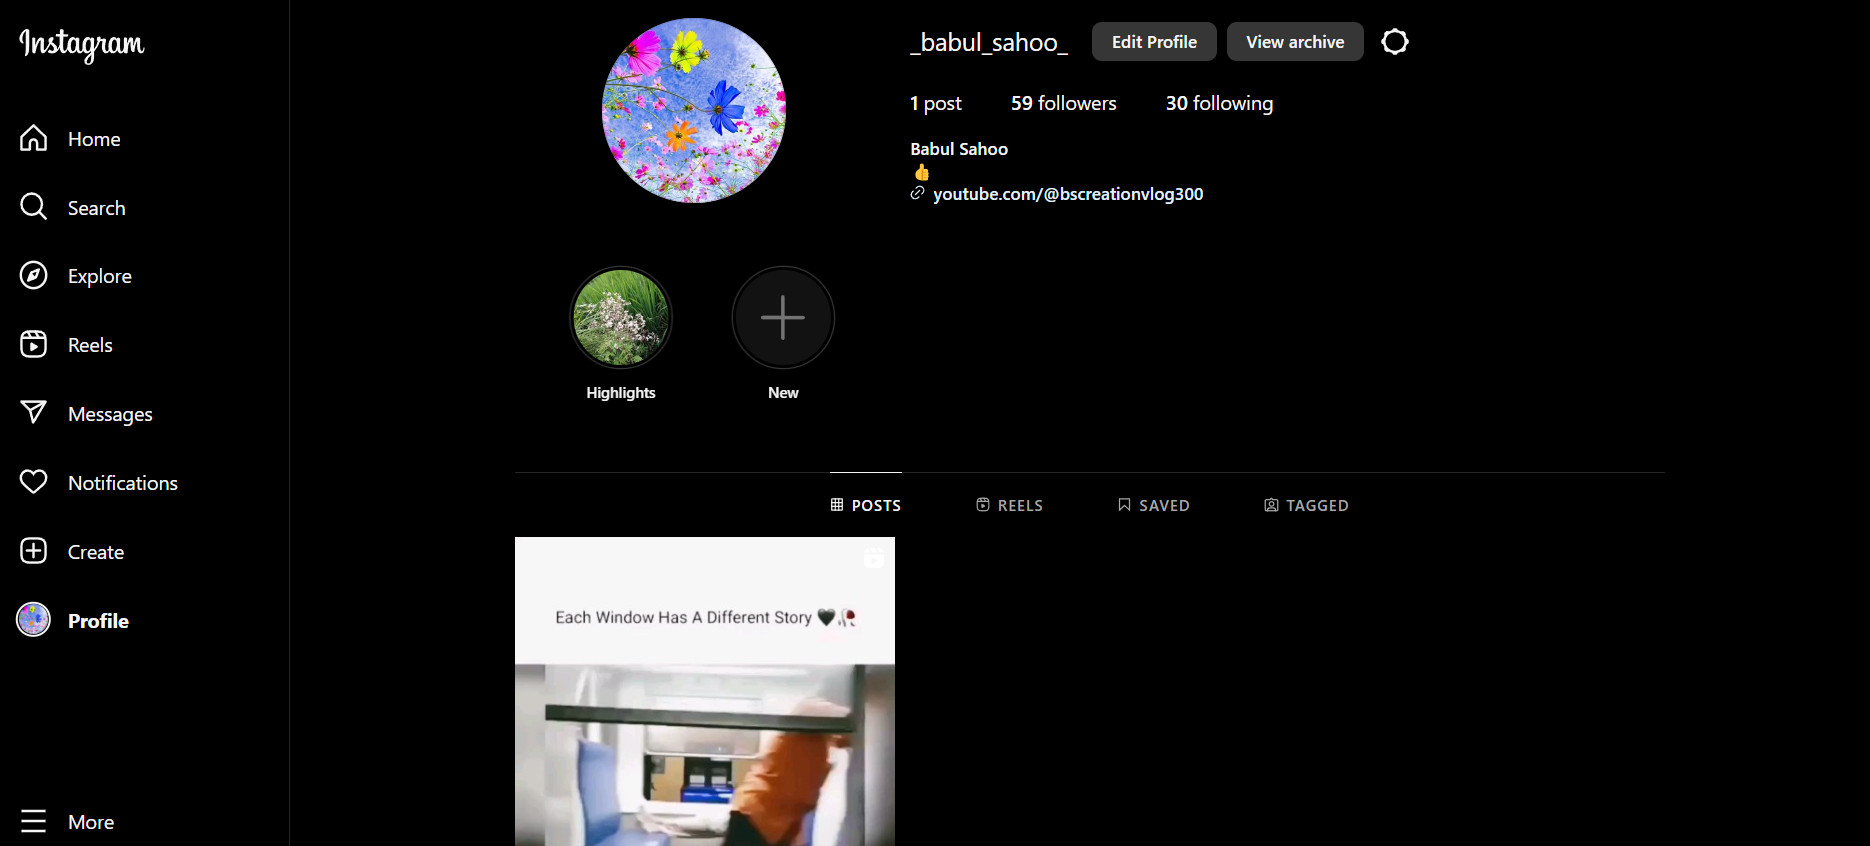 Instagram
Home
Search
Explore
Reels
Messages
Notifications
Create
Profile
More
_babul_sahoo_ Edit Profile View archive
1 post 59 followers 30 following
Babul Sahoo
👍
youtube.com/@bscreationvlog300
Highlights New
POSTS REELS SAVED TAGGED
Each Window Has A Different Story 🖤🥀